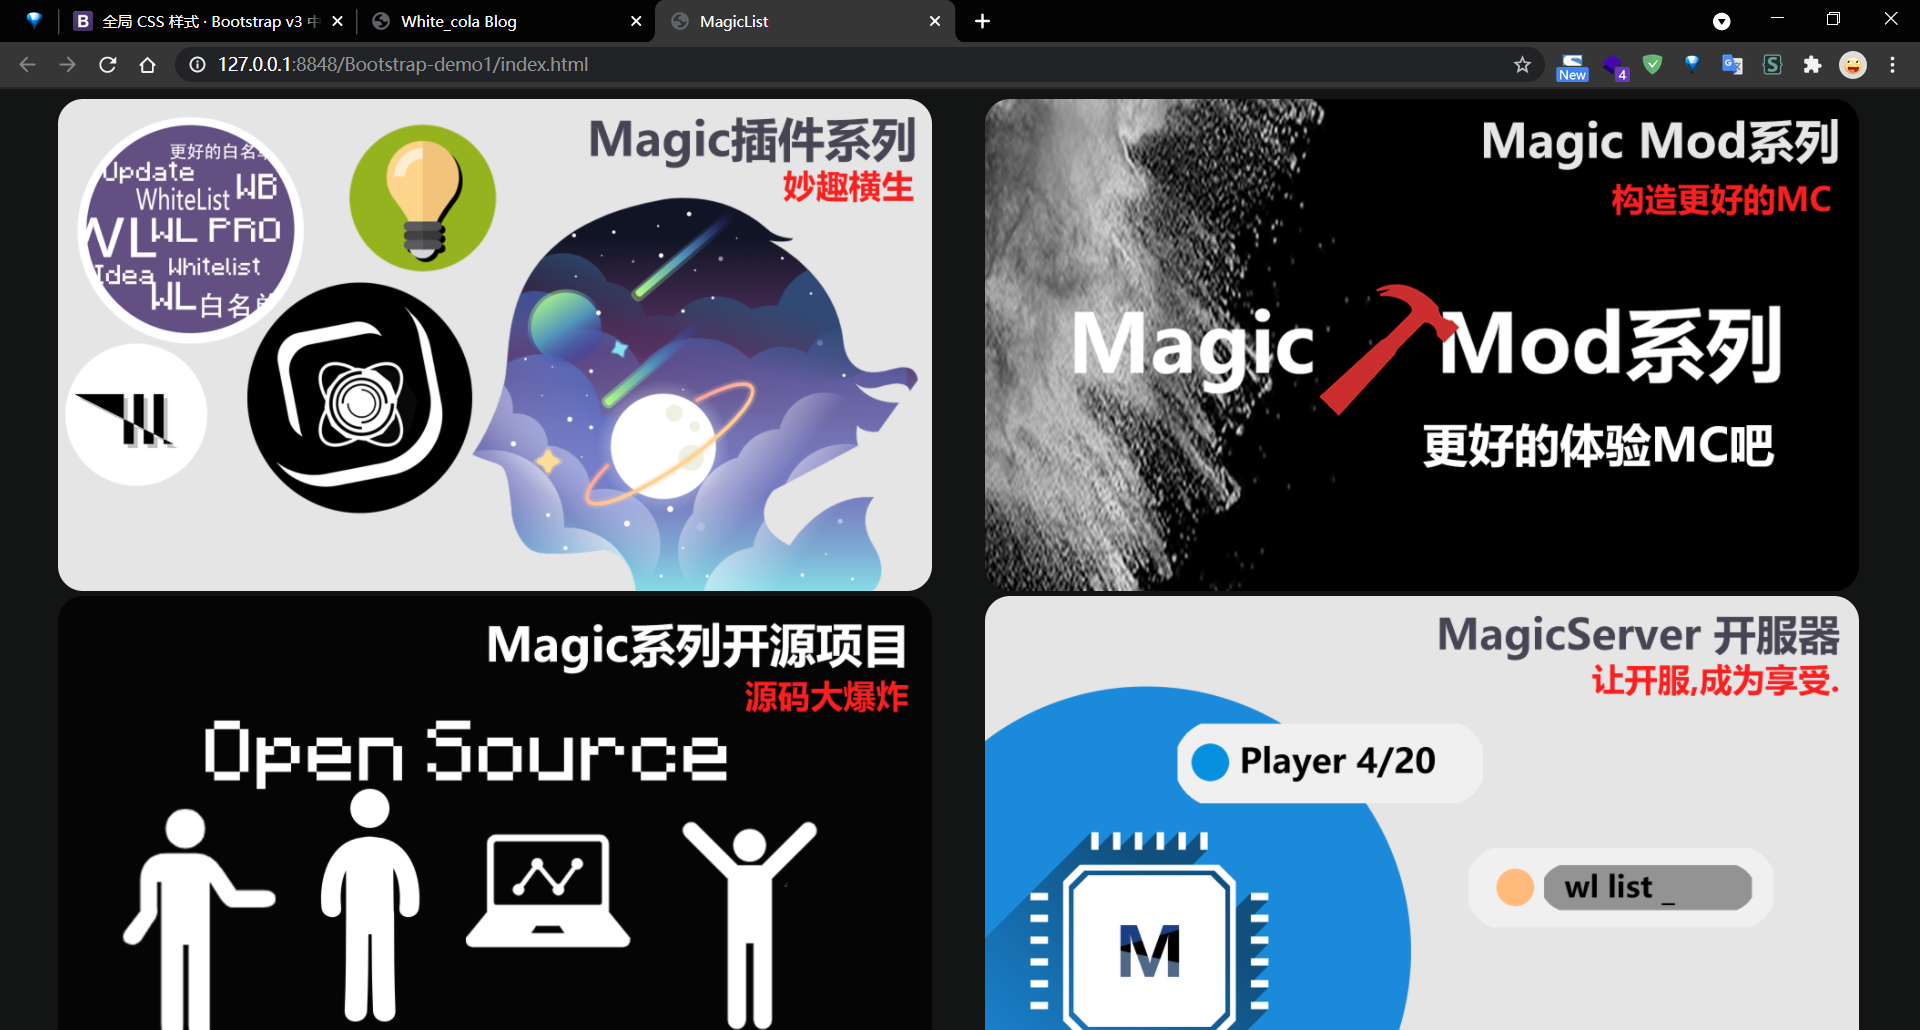 全局 CSS 样式 · Bootstrap v3 中
White_cola Blog
MagicList
127.0.0.1:8848/Bootstrap-demo1/index.html
New
4
Magic插件系列
妙趣横生
更好的白名单
Update
WhiteList
WB
WL
WL PRO
Idea
Whitelist
WL
白名单
Magic Mod系列
构造更好的MC
Magic Mod系列
更好的体验MC吧
Magic系列开源项目
源码大爆炸
Open Source
MagicServer 开服器
让开服,成为享受.
Player 4/20
wl list _
M